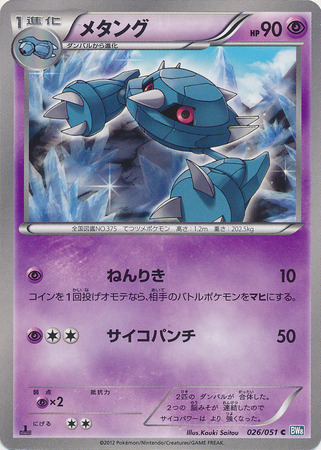 1進化
メタング
HP90
ダンバルから進化
全国図鑑NO.375 てつツメポケモン 高さ:1.2m 重さ:202.5kg
ねんりき 10
コインを1回投げオモテなら、相手のバトルポケモンをマヒにする。
サイコパンチ 50
弱点 抵抗力
×2
にげる
2匹の ダンバルが 合体した。
2つの 脳みそが 連結したので
サイコパワーは より 強くなった。
1 Illus.Kouki Saitou 026/051 C
©2012 Pokémon/Nintendo/Creatures/GAME FREAK.